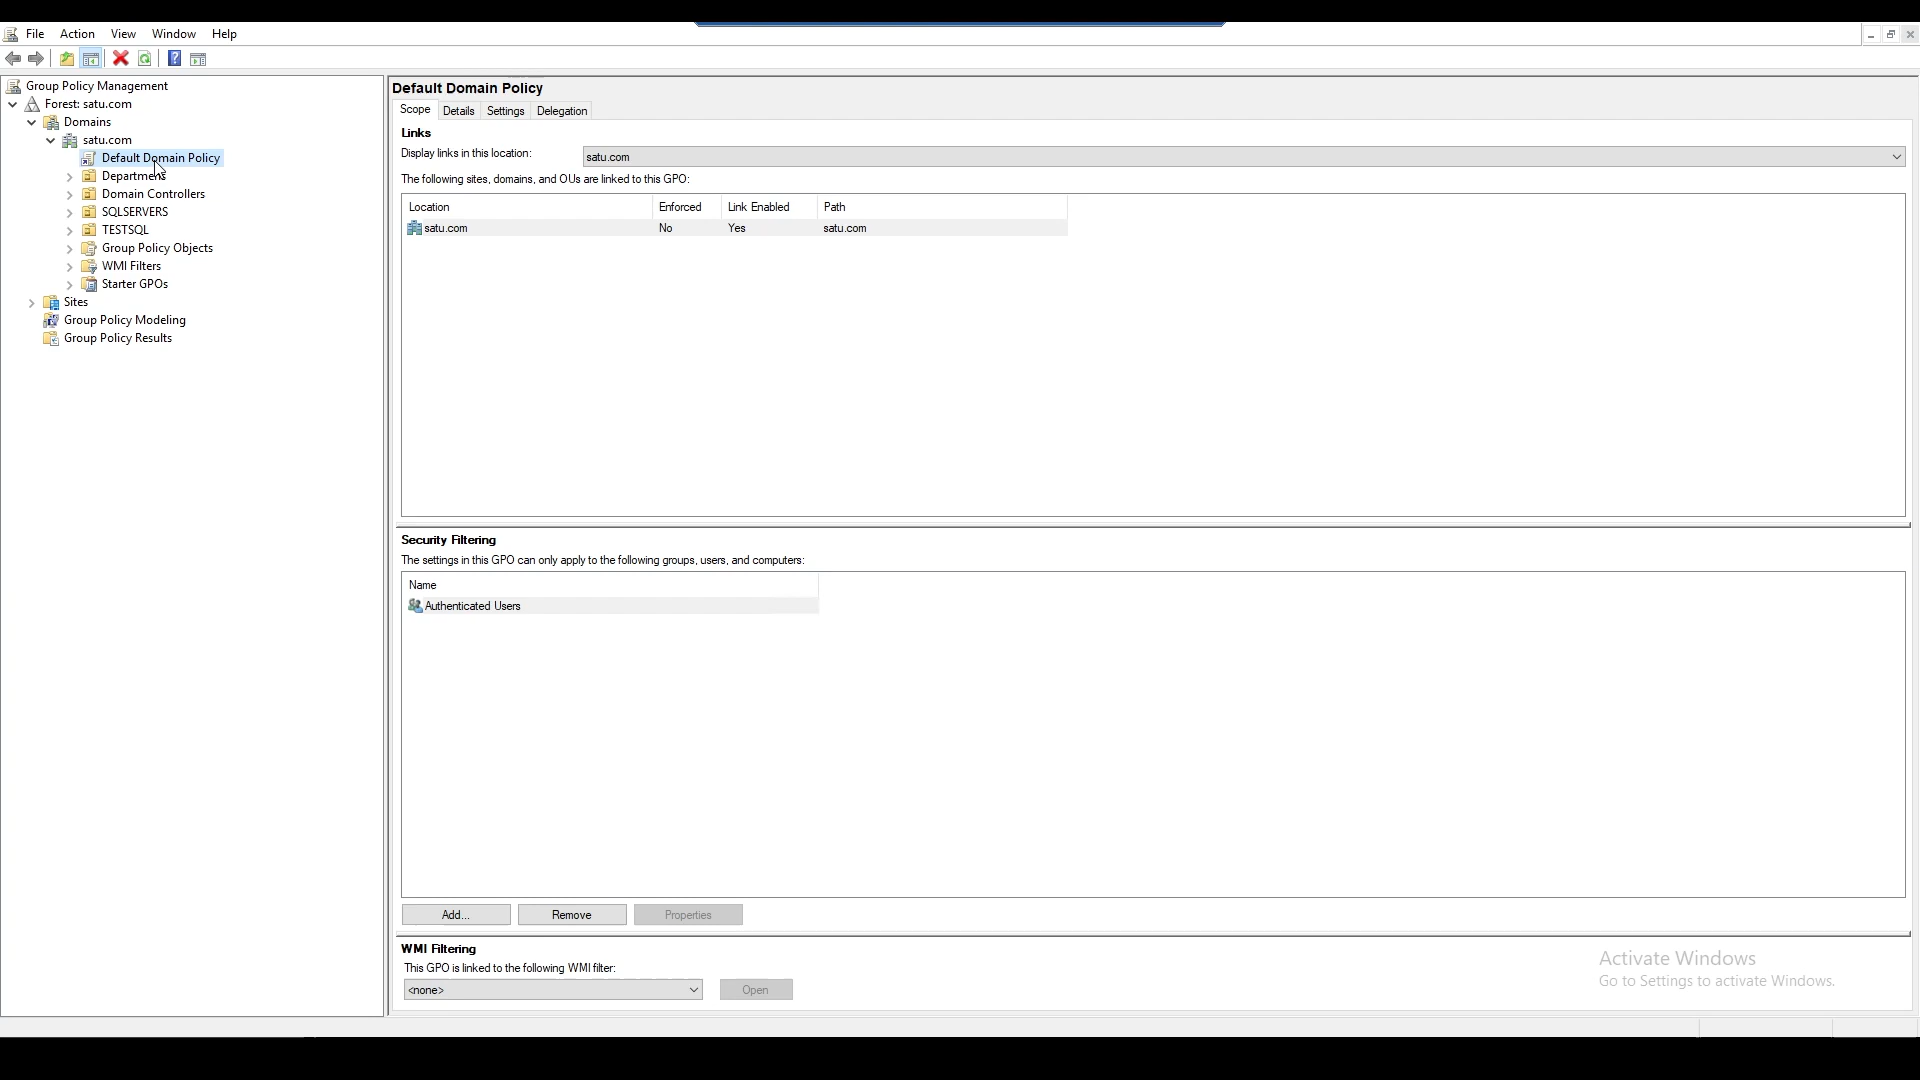 File Action View Window Help
Group Policy Management
Forest: satu.com
Domains
satu.com
Default Domain Policy
Department
Domain Controllers
SQLSERVERS
TESTSQL
Group Policy Objects
WMI Filters
Starter GPOs
Sites
Group Policy Modeling
Group Policy Results
Default Domain Policy
Scope Details Settings Delegation
Links
Display links in this location: satu.com
The following sites, domains, and OUs are linked to this GPO:
Location Enforced Link Enabled Path
satu.com No Yes satu.com
Security Filtering
The settings in this GPO can only apply to the following groups, users, and computers:
Name
Authenticated Users
Add... Remove Properties
WMI Filtering
This GPO is linked to the following WMI filter:
<none> Open
Activate Windows
Go to Settings to activate Windows.